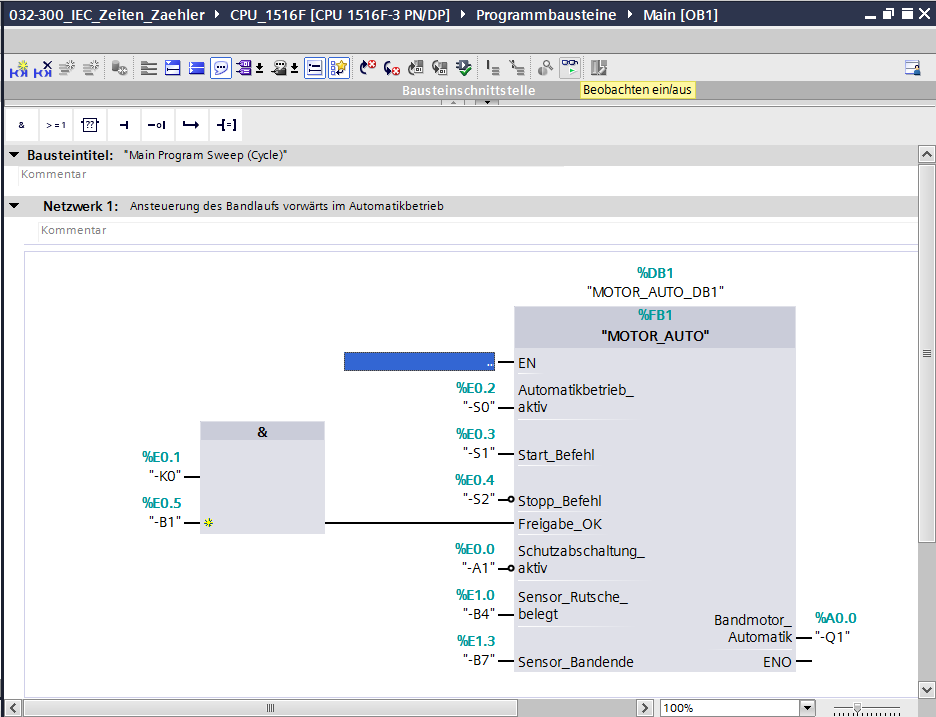 032-300_IEC_Zeiten_Zaehler CPU_1516F [CPU 1516F-3 PN/DP] Programmbausteine Main [OB1]
Bausteinschnittstelle
Beobachten ein/aus
& >=1 ?? -[=]
Bausteintitel: "Main Program Sweep (Cycle)"
Kommentar
Netzwerk 1: Ansteuerung des Bandlaufs vorwärts im Automatikbetrieb
Kommentar
%DB1
"MOTOR_AUTO_DB1"
%FB1
"MOTOR_AUTO"
... EN
%E0.2
"-S0"
Automatikbetrieb_
aktiv
%E0.3
"-S1" Start_Befehl
%E0.4
"-S2" Stopp_Befehl
&
%E0.1
"-K0"
%E0.5
"-B1"
Freigabe_OK
%E0.0
"-A1"
Schutzabschaltung_
aktiv
%E1.0
"-B4"
Sensor_Rutsche_
belegt
%E1.3
"-B7" Sensor_Bandende
Bandmotor_
Automatik
%A0.0
"-Q1"
ENO
100%